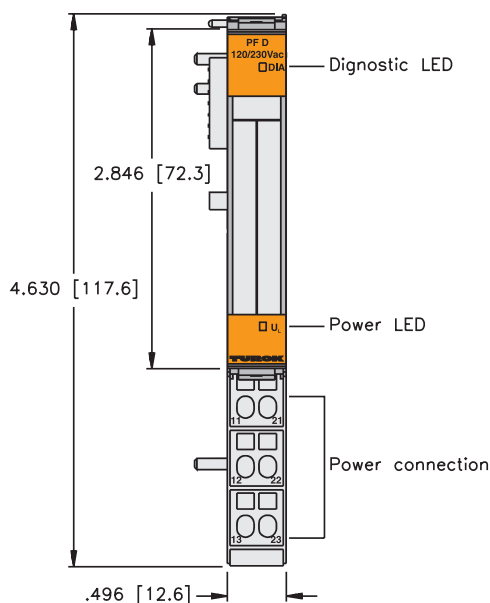 PF D
120/230Vac
DIA
Dignostic LED
2.846 [72.3]
4.630 [117.6]
UL
Power LED
TURCK
11 21
12 22
Power connection
13 23
.496 [12.6]